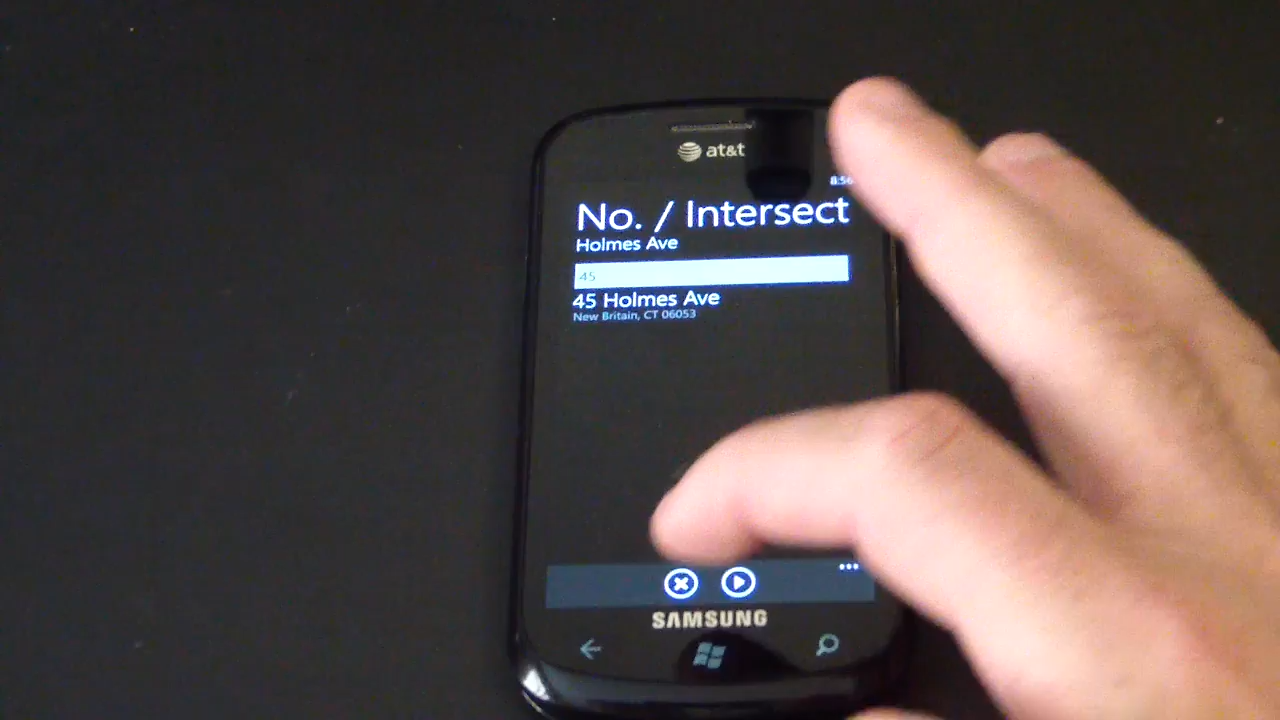 at&t
8:56
No. / Intersect
Holmes Ave
45
45 Holmes Ave
New Britain, CT 06053
SAMSUNG